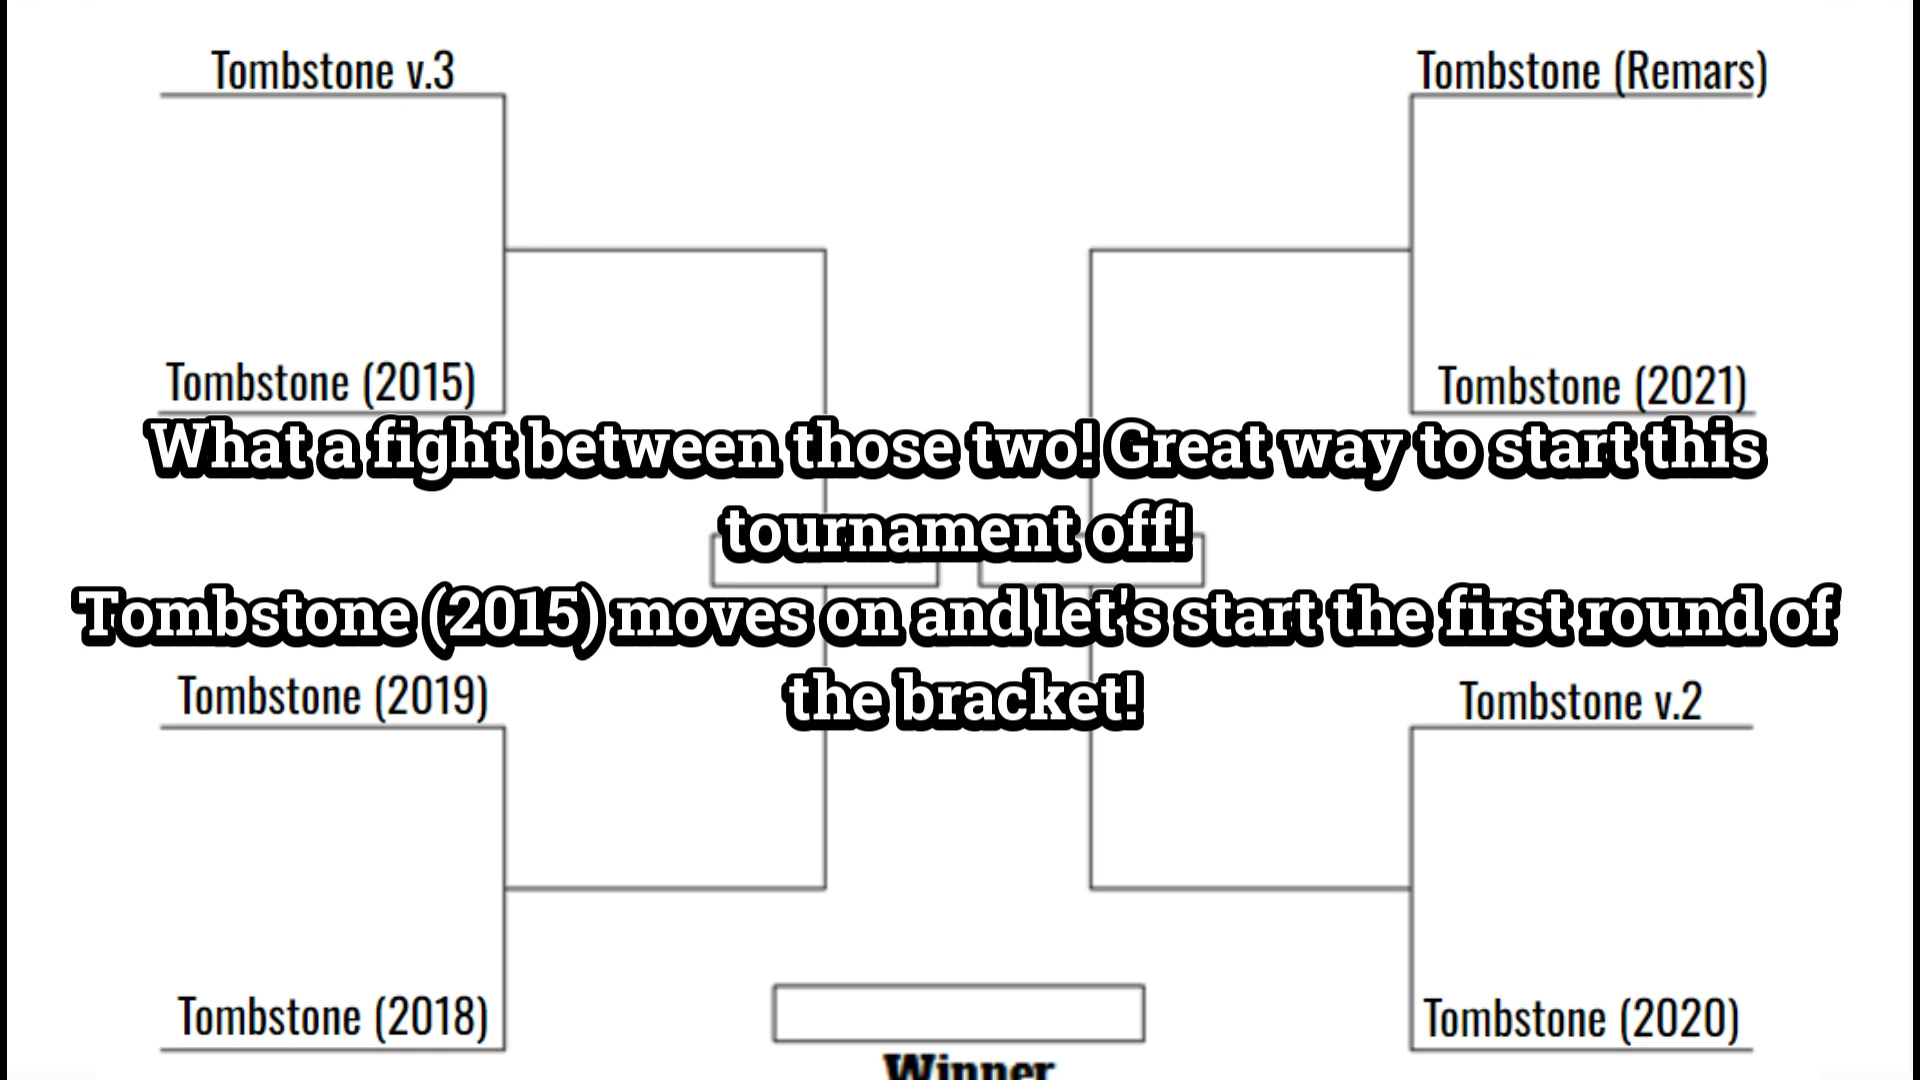 Tombstone v.3
Tombstone (Remars)
Tombstone (2015)
Tombstone (2021)
What a fight between those two! Great way to start this
tournament off!
Tombstone (2015) moves on and let's start the first round of
the bracket!
Tombstone (2019)
Tombstone v.2
Tombstone (2018)
Tombstone (2020)
Winner